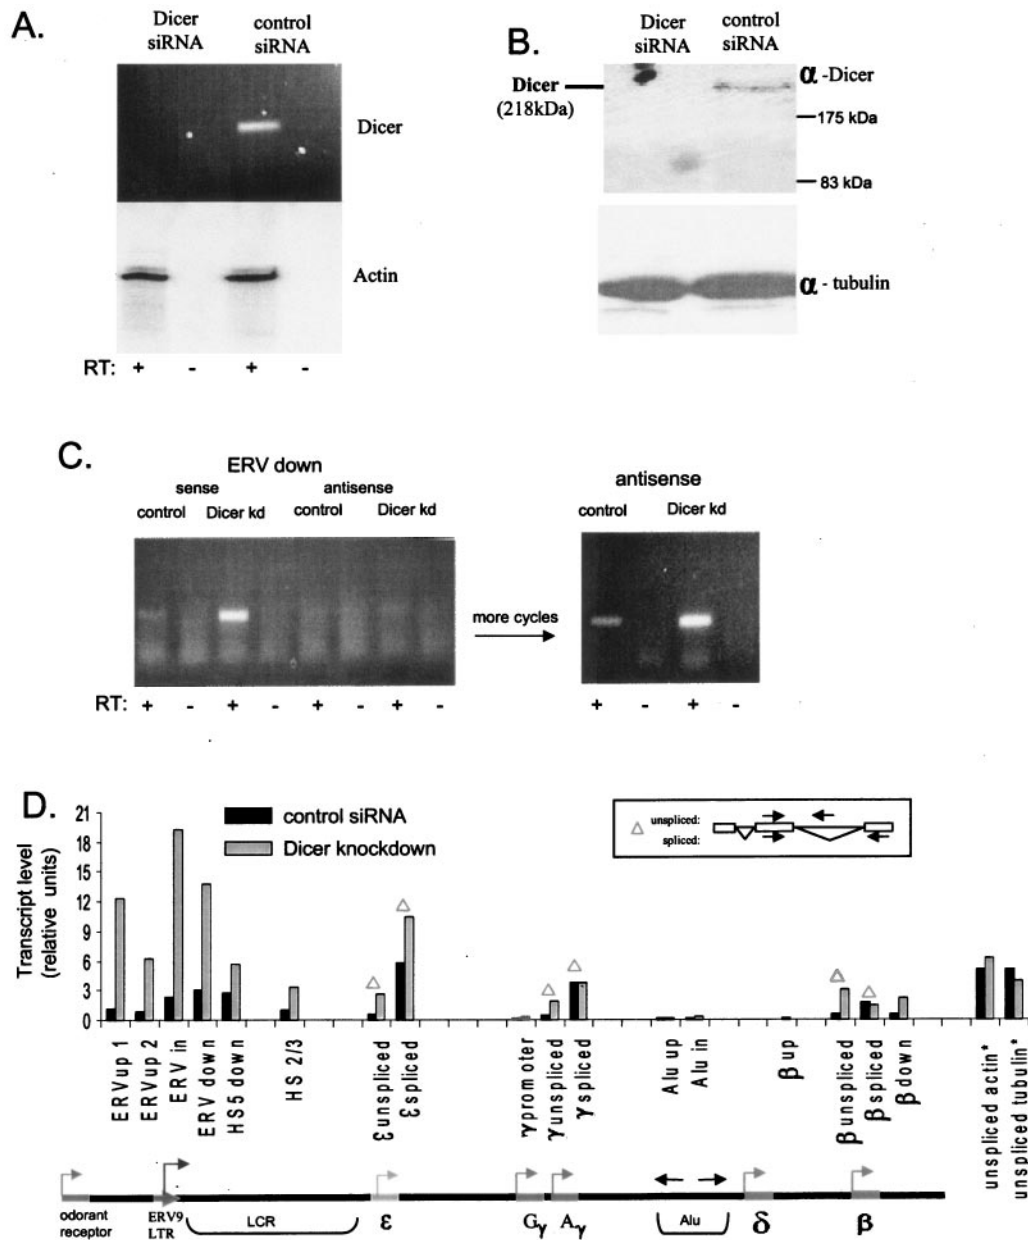 A.
Dicer
siRNA
control
siRNA
Dicer
Actin
RT: + - + -
B.
Dicer
siRNA
control
siRNA
Dicer
(218kDa)
α -Dicer
175 kDa
83 kDa
α - tubulin
C.
ERV down
sense antisense
control Dicer kd control Dicer kd
RT: + - + - + - + -
more cycles
antisense
control Dicer kd
+ - + -
D.
Transcript level
(relative units)
21
18
15
12
9
6
3
0
control siRNA
Dicer knockdown
△ unspliced:
spliced:
ERVup 1
ERVup 2
ERV in
ERV down
HS5 down
HS 2/3
ε unspliced
ε spliced
γ promoter
γ unspliced
γ spliced
Alu up
Alu in
β up
β unspliced
β spliced
β down
unspliced actin*
unspliced tubulin*
odorant
receptor
ERV9
LTR
LCR
ε
Gγ
Aγ
Alu
δ
β